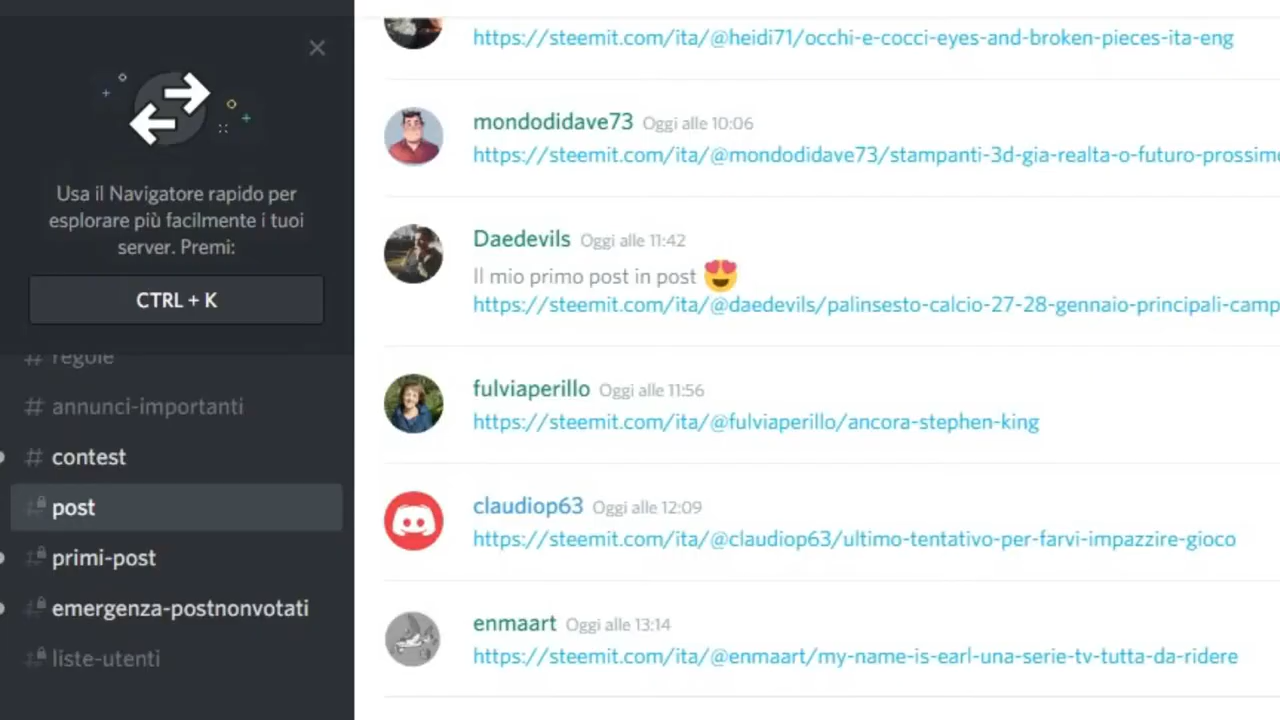 Usa il Navigatore rapido per
esplorare più facilmente i tuoi
server. Premi:
CTRL + K
# regole
# annunci-importanti
# contest
post
primi-post
emergenza-postnonvotati
liste-utenti
https://steemit.com/ita/@heidi71/occhi-e-cocci-eyes-and-broken-pieces-ita-eng
mondodidave73 Oggi alle 10:06
https://steemit.com/ita/@mondodidave73/stampanti-3d-gia-realta-o-futuro-prossimo
Daedevils Oggi alle 11:42
Il mio primo post in post 😍
https://steemit.com/ita/@daedevils/palinsesto-calcio-27-28-gennaio-principali-camp
fulviaperillo Oggi alle 11:56
https://steemit.com/ita/@fulviaperillo/ancora-stephen-king
claudiop63 Oggi alle 12:09
https://steemit.com/ita/@claudiop63/ultimo-tentativo-per-farvi-impazzire-gioco
enmaart Oggi alle 13:14
https://steemit.com/ita/@enmaart/my-name-is-earl-una-serie-tv-tutta-da-ridere